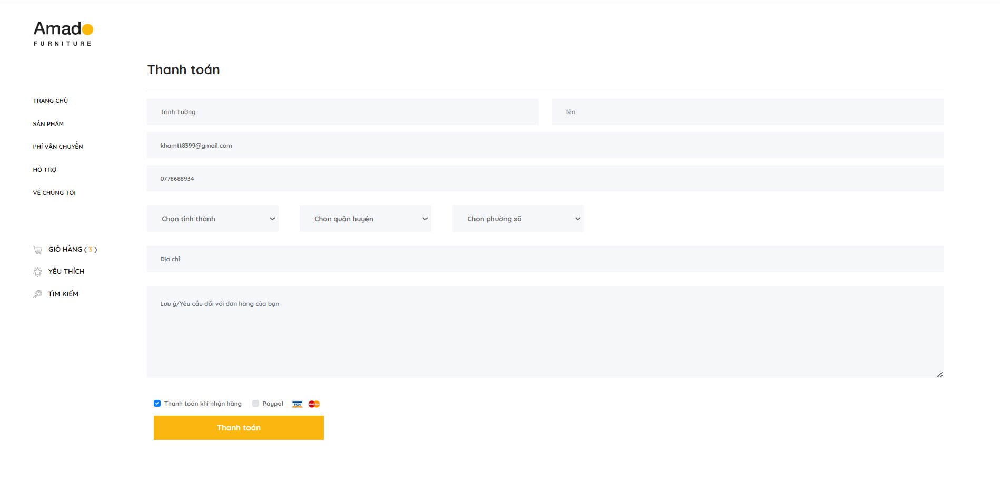 Amado
FURNITURE
Thanh toán
TRANG CHỦ
SẢN PHẨM
PHÍ VẬN CHUYỂN
HỖ TRỢ
VỀ CHÚNG TÔI
GIỎ HÀNG ( 3 )
YÊU THÍCH
TÌM KIẾM
Trịnh Tường
Tên
khamtt8399@gmail.com
0776688934
Chọn tỉnh thành
Chọn quận huyện
Chọn phường xã
Địa chỉ
Lưu ý/Yêu cầu đối với đơn hàng của bạn
Thanh toán khi nhận hàng
Paypal
VISA
MasterCard
Thanh toán